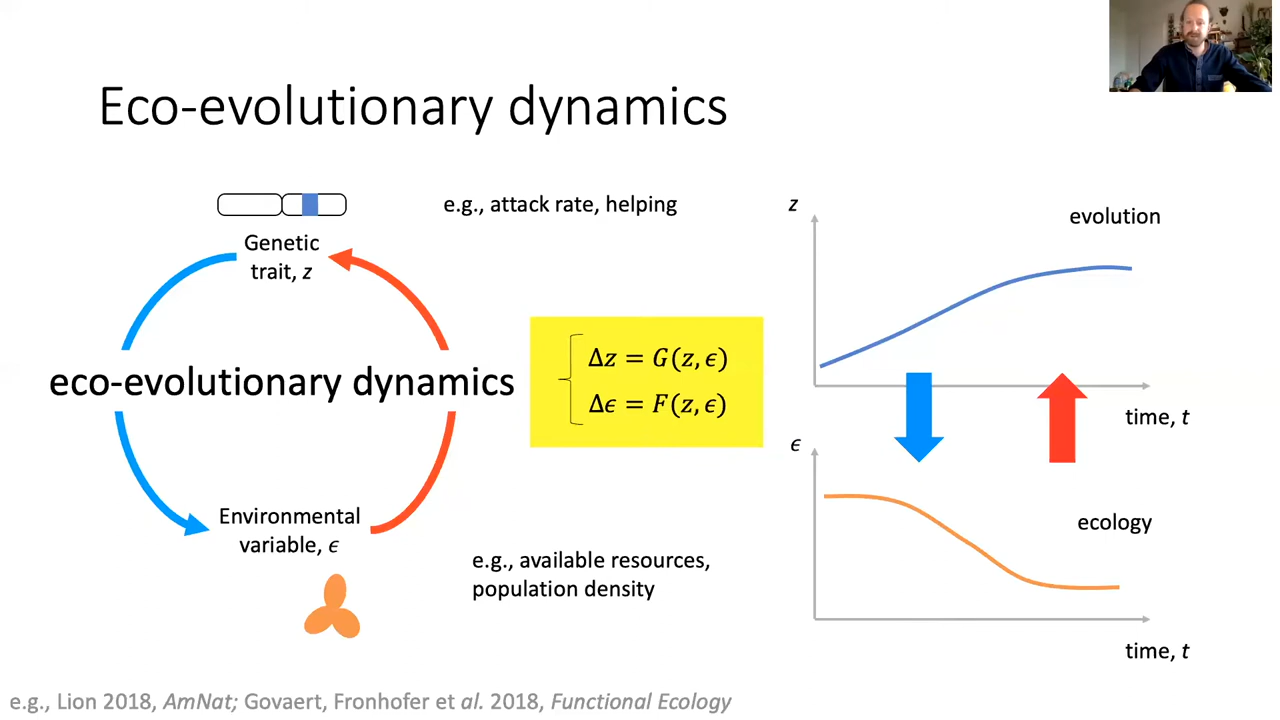 Eco-evolutionary dynamics
e.g., attack rate, helping
Genetic
trait, z
eco-evolutionary dynamics
Δz = G(z, ϵ)
Δϵ = F(z, ϵ)
Environmental
variable, ϵ
e.g., available resources,
population density
z
evolution
time, t
ϵ
ecology
time, t
e.g., Lion 2018, AmNat; Govaert, Fronhofer et al. 2018, Functional Ecology